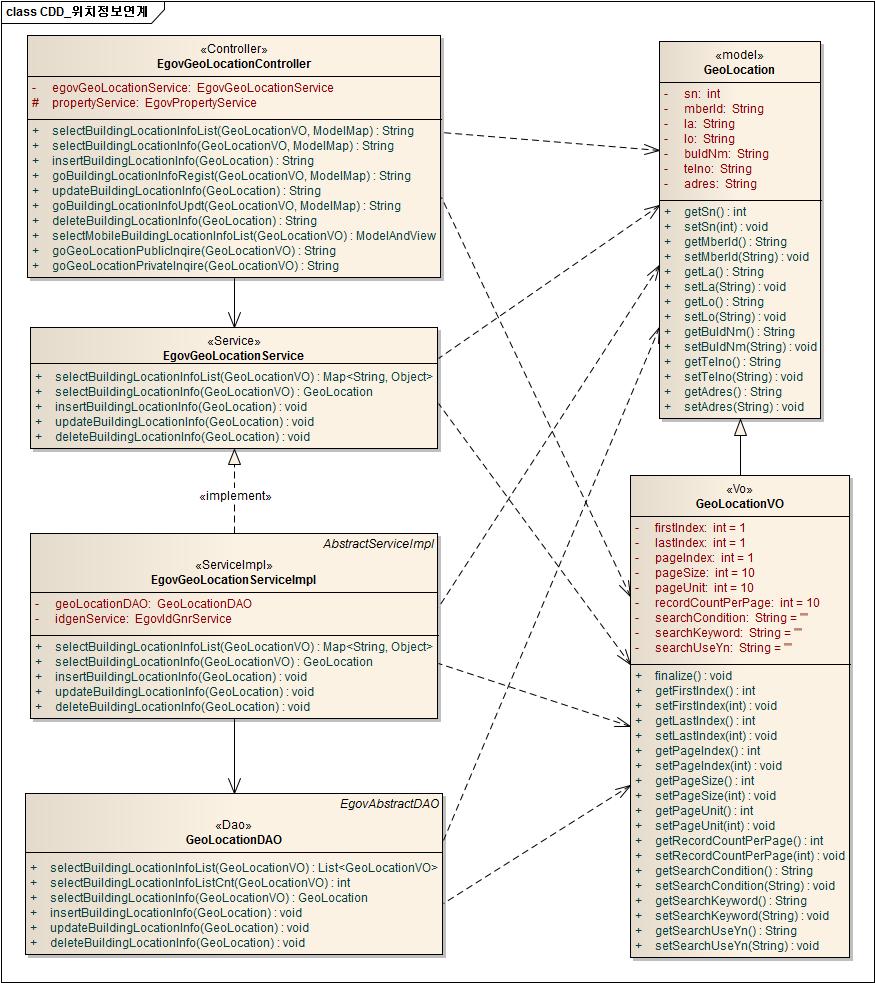 class CDD_위치정보연계
«Controller»
EgovGeoLocationController
- egovGeoLocationService: EgovGeoLocationService
# propertyService: EgovPropertyService
+ selectBuildingLocationInfoList(GeoLocationVO, ModelMap) : String
+ selectBuildingLocationInfo(GeoLocationVO, ModelMap) : String
+ insertBuildingLocationInfo(GeoLocation) : String
+ goBuildingLocationInfoRegist(GeoLocationVO, ModelMap) : String
+ updateBuildingLocationInfo(GeoLocation) : String
+ goBuildingLocationInfoUpdt(GeoLocationVO, ModelMap) : String
+ deleteBuildingLocationInfo(GeoLocation) : String
+ selectMobileBuildingLocationInfoList(GeoLocationVO) : ModelAndView
+ goGeoLocationPublicInqire(GeoLocationVO) : String
+ goGeoLocationPrivateInqire(GeoLocationVO) : String
«Service»
EgovGeoLocationService
+ selectBuildingLocationInfoList(GeoLocationVO) : Map<String, Object>
+ selectBuildingLocationInfo(GeoLocationVO) : GeoLocation
+ insertBuildingLocationInfo(GeoLocation) : void
+ updateBuildingLocationInfo(GeoLocation) : void
+ deleteBuildingLocationInfo(GeoLocation) : void
«implement»
AbstractServiceImpl
«ServiceImpl»
EgovGeoLocationServiceImpl
- geoLocationDAO: GeoLocationDAO
- idgenService: EgovIdGnrService
+ selectBuildingLocationInfoList(GeoLocationVO) : Map<String, Object>
+ selectBuildingLocationInfo(GeoLocationVO) : GeoLocation
+ insertBuildingLocationInfo(GeoLocation) : void
+ updateBuildingLocationInfo(GeoLocation) : void
+ deleteBuildingLocationInfo(GeoLocation) : void
EgovAbstractDAO
«Dao»
GeoLocationDAO
+ selectBuildingLocationInfoList(GeoLocationVO) : List<GeoLocationVO>
+ selectBuildingLocationInfoListCnt(GeoLocationVO) : int
+ selectBuildingLocationInfo(GeoLocationVO) : GeoLocation
+ insertBuildingLocationInfo(GeoLocation) : void
+ updateBuildingLocationInfo(GeoLocation) : void
+ deleteBuildingLocationInfo(GeoLocation) : void
«model»
GeoLocation
- sn: int
- mberId: String
- la: String
- lo: String
- buldNm: String
- telno: String
- adres: String
+ getSn() : int
+ setSn(int) : void
+ getMberId() : String
+ setMberId(String) : void
+ getLa() : String
+ setLa(String) : void
+ getLo() : String
+ setLo(String) : void
+ getBuldNm() : String
+ setBuldNm(String) : void
+ getTelno() : String
+ setTelno(String) : void
+ getAdres() : String
+ setAdres(String) : void
«Vo»
GeoLocationVO
- firstIndex: int = 1
- lastIndex: int = 1
- pageIndex: int = 1
- pageSize: int = 10
- pageUnit: int = 10
- recordCountPerPage: int = 10
- searchCondition: String = ""
- searchKeyword: String = ""
- searchUseYn: String = ""
+ finalize() : void
+ getFirstIndex() : int
+ setFirstIndex(int) : void
+ getLastIndex() : int
+ setLastIndex(int) : void
+ getPageIndex() : int
+ setPageIndex(int) : void
+ getPageSize() : int
+ setPageSize(int) : void
+ getPageUnit() : int
+ setPageUnit(int) : void
+ getRecordCountPerPage() : int
+ setRecordCountPerPage(int) : void
+ getSearchCondition() : String
+ setSearchCondition(String) : void
+ getSearchKeyword() : String
+ setSearchKeyword(String) : void
+ getSearchUseYn() : String
+ setSearchUseYn(String) : void